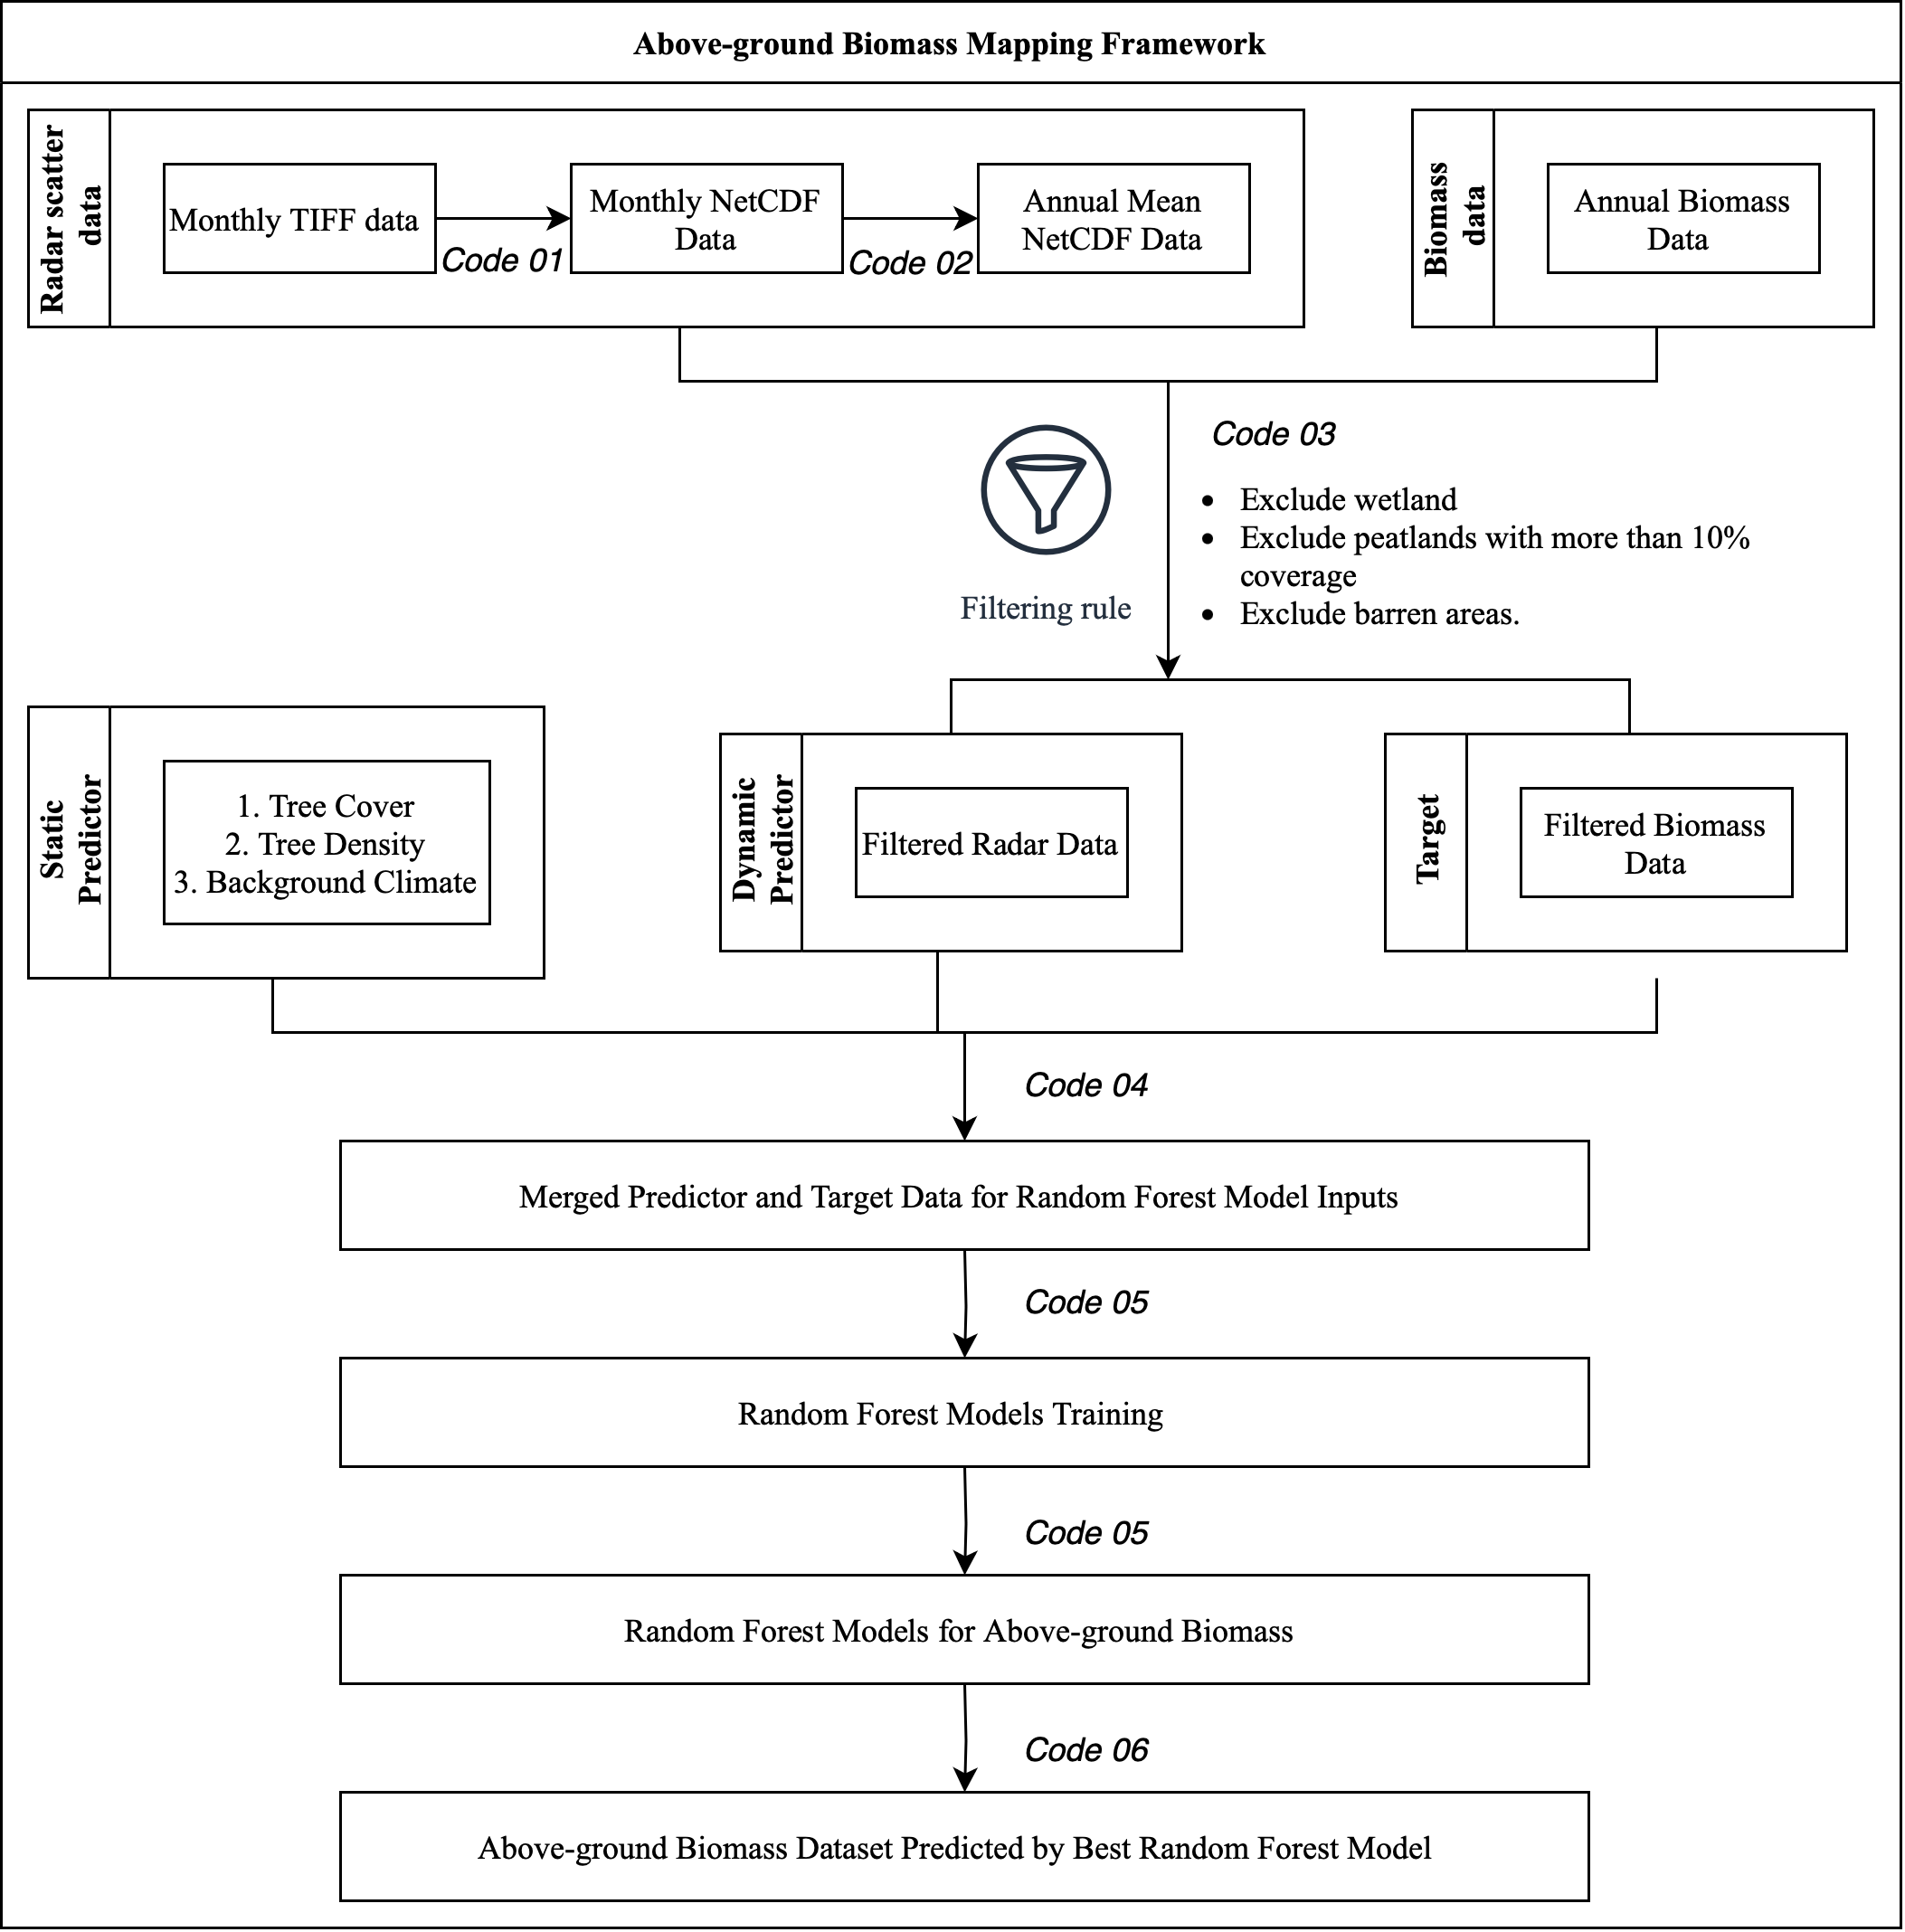 Above-ground Biomass Mapping Framework
Radar scatter
data
Monthly TIFF data
Code 01
Monthly NetCDF
Data
Code 02
Annual Mean
NetCDF Data
Biomass
data
Annual Biomass
Data
Code 03
Filtering rule
• Exclude wetland
• Exclude peatlands with more than 10%
coverage
• Exclude barren areas.
Static
Predictor
1. Tree Cover
2. Tree Density
3. Background Climate
Dynamic
Predictor
Filtered Radar Data
Target
Filtered Biomass
Data
Code 04
Merged Predictor and Target Data for Random Forest Model Inputs
Code 05
Random Forest Models Training
Code 05
Random Forest Models for Above-ground Biomass
Code 06
Above-ground Biomass Dataset Predicted by Best Random Forest Model